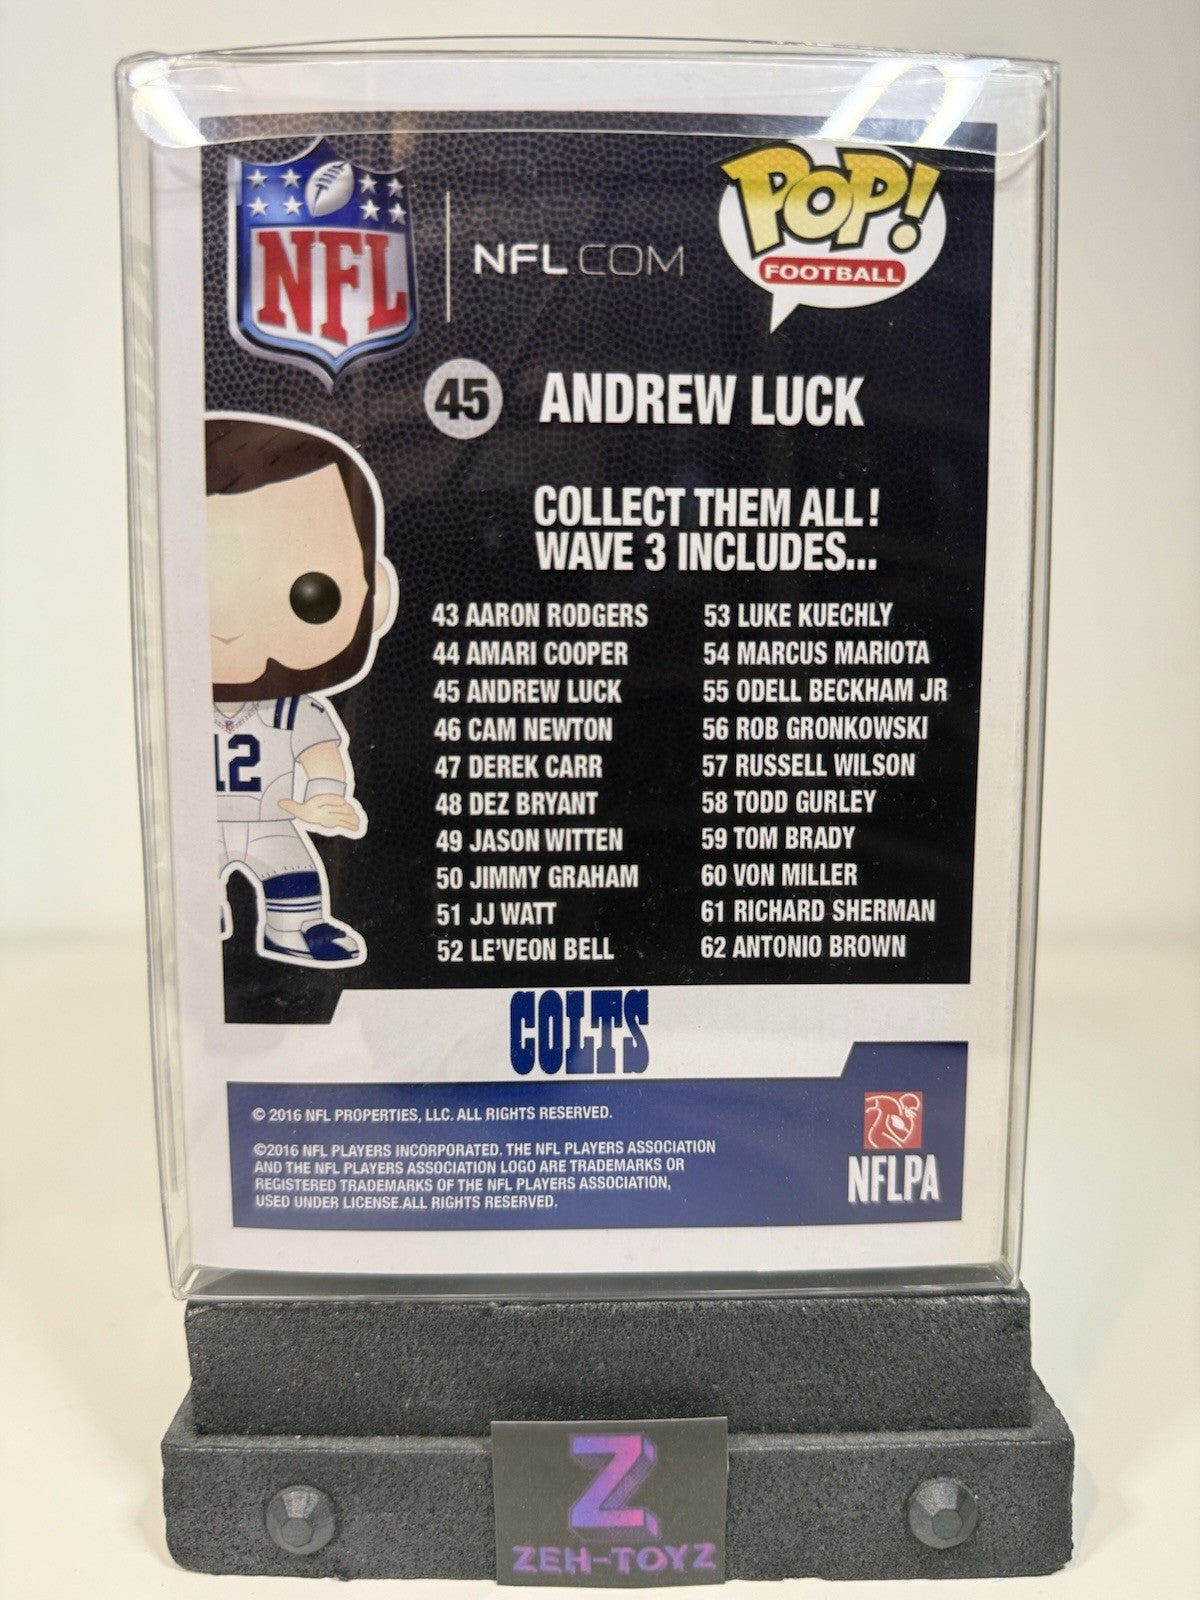 NFL
NFL.COM
POP!
FOOTBALL
45 ANDREW LUCK
COLLECT THEM ALL!
WAVE 3 INCLUDES...
43 AARON RODGERS
44 AMARI COOPER
45 ANDREW LUCK
46 CAM NEWTON
47 DEREK CARR
48 DEZ BRYANT
49 JASON WITTEN
50 JIMMY GRAHAM
51 JJ WATT
52 LE'VEON BELL
53 LUKE KUECHLY
54 MARCUS MARIOTA
55 ODELL BECKHAM JR
56 ROB GRONKOWSKI
57 RUSSELL WILSON
58 TODD GURLEY
59 TOM BRADY
60 VON MILLER
61 RICHARD SHERMAN
62 ANTONIO BROWN
12
COLTS
© 2016 NFL PROPERTIES, LLC. ALL RIGHTS RESERVED.
©2016 NFL PLAYERS INCORPORATED. THE NFL PLAYERS ASSOCIATION
AND THE NFL PLAYERS ASSOCIATION LOGO ARE TRADEMARKS OR
REGISTERED TRADEMARKS OF THE NFL PLAYERS ASSOCIATION,
USED UNDER LICENSE.ALL RIGHTS RESERVED.
NFLPA
Z
ZEH-TOYZ